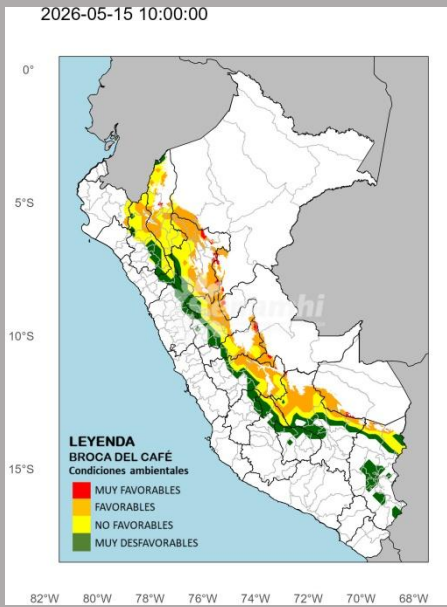 2026-05-15 10:00:00
0°
5°S
10°S
15°S
senamhi
LEYENDA
BROCA DEL CAFÉ
Condiciones ambientales
MUY FAVORABLES
FAVORABLES
NO FAVORABLES
MUY DESFAVORABLES
82°W 80°W 78°W 76°W 74°W 72°W 70°W 68°W